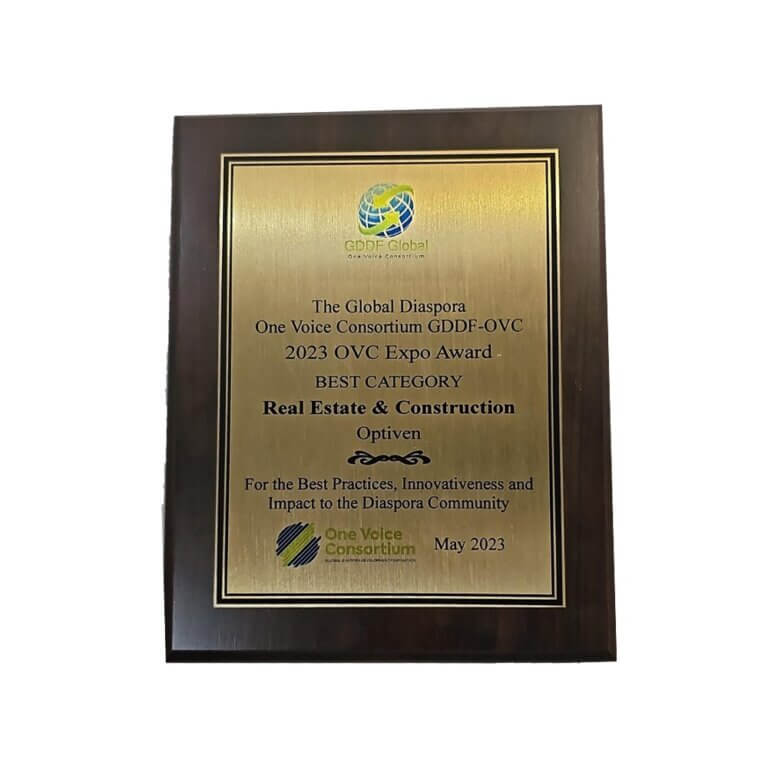 GDDF Global
One Voice Consortium
The Global Diaspora
One Voice Consortium GDDF-OVC
2023 OVC Expo Award
BEST CATEGORY
Real Estate & Construction
Optiven
For the Best Practices, Innovativeness and
Impact to the Diaspora Community
One Voice
Consortium
May 2023